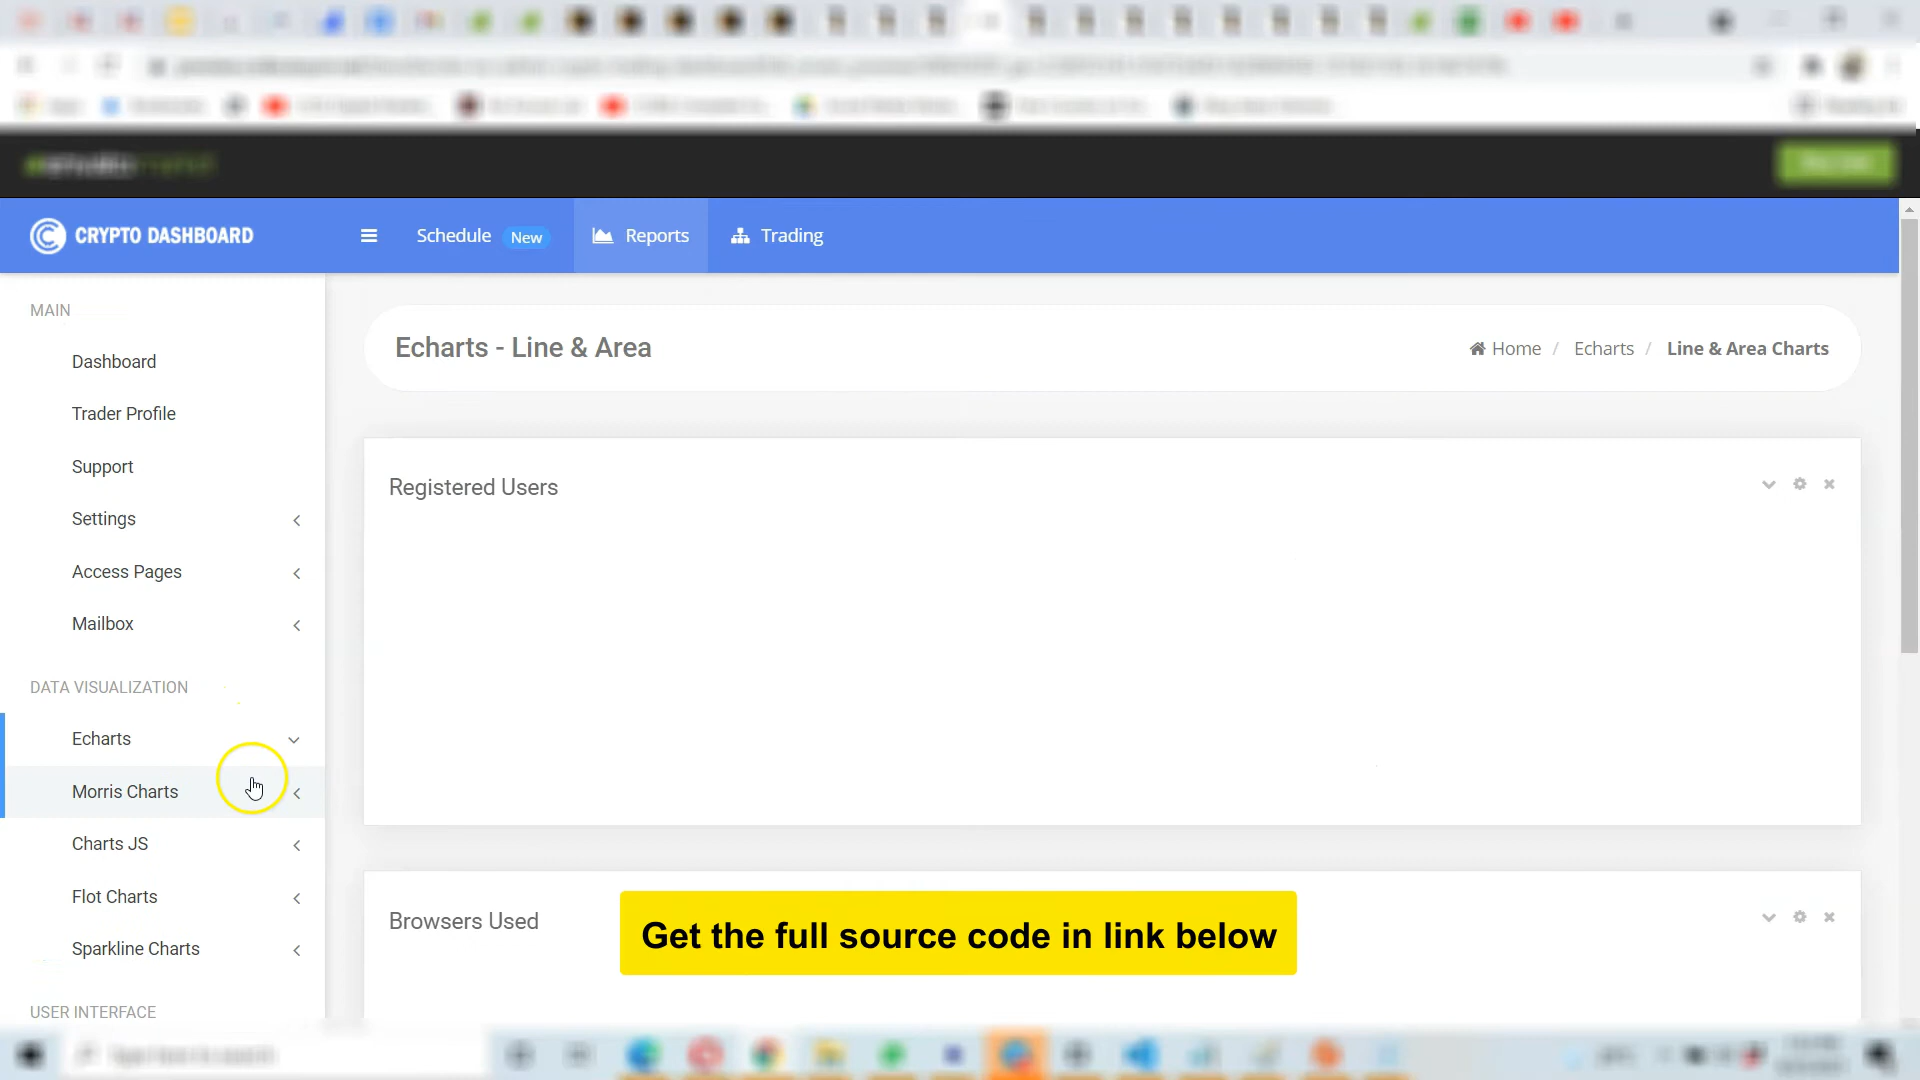 CRYPTO DASHBOARD
Schedule New
Reports
Trading
MAIN
Dashboard
Trader Profile
Support
Settings
Access Pages
Mailbox
DATA VISUALIZATION
Echarts
Morris Charts
Charts JS
Flot Charts
Sparkline Charts
USER INTERFACE
Echarts - Line & Area
Home / Echarts / Line & Area Charts
Registered Users
Browsers Used
Get the full source code in link below